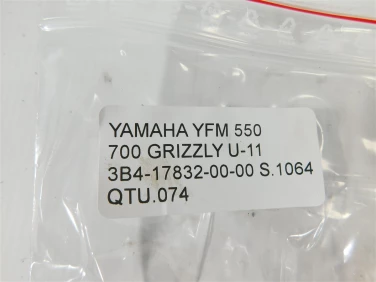 YAMAHA YFM 550
700 GRIZZLY U-11
3B4-17832-00-00 S.1064
QTU.074